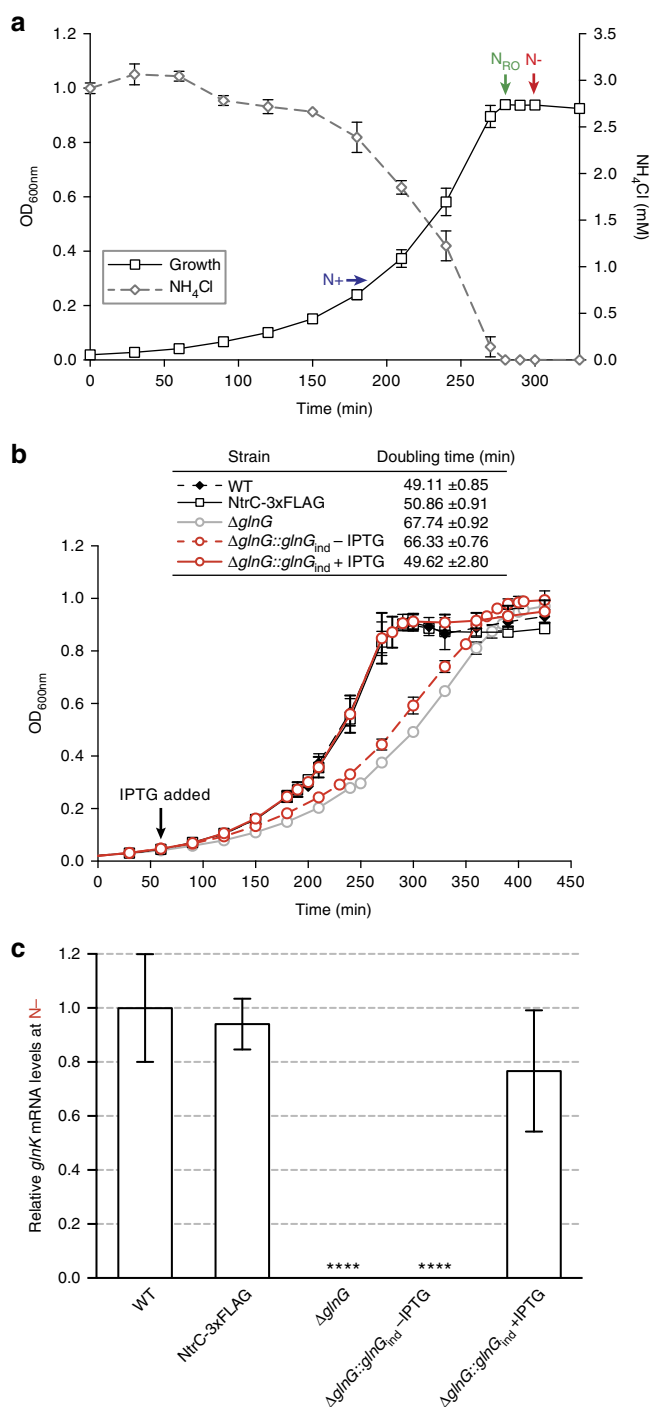 a
1.2
1.0
0.8
0.6
0.4
0.2
0.0
OD600nm
3.5
3.0
2.5
2.0
1.5
1.0
0.5
0.0
NH4Cl (mM)
NRO N-
N+
Growth
NH4Cl
0 50 100 150 200 250 300
Time (min)
b
Strain Doubling time (min)
WT 49.11 ±0.85
NtrC-3xFLAG 50.86 ±0.91
ΔglnG 67.74 ±0.92
ΔglnG::glnGind – IPTG 66.33 ±0.76
ΔglnG::glnGind + IPTG 49.62 ±2.80
1.2
1.0
0.8
0.6
0.4
0.2
0.0
OD600nm
IPTG added
0 50 100 150 200 250 300 350 400 450
Time (min)
c
1.2
1.0
0.8
0.6
0.4
0.2
0.0
Relative glnK mRNA levels at N–
**** ****
WT
NtrC-3xFLAG
ΔglnG
ΔglnG::glnGind –IPTG
ΔglnG::glnGind +IPTG